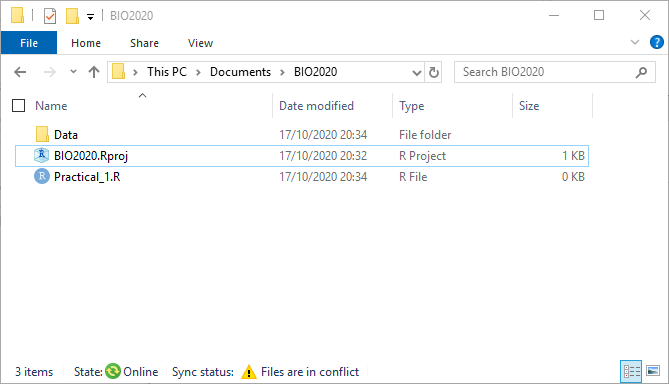 BIO2020
File Home Share View
This PC Documents BIO2020 Search BIO2020
Name Date modified Type Size
Data 17/10/2020 20:34 File folder
BIO2020.Rproj 17/10/2020 20:32 R Project 1 KB
Practical_1.R 17/10/2020 20:34 R File 0 KB
3 items State: Online Sync status: Files are in conflict